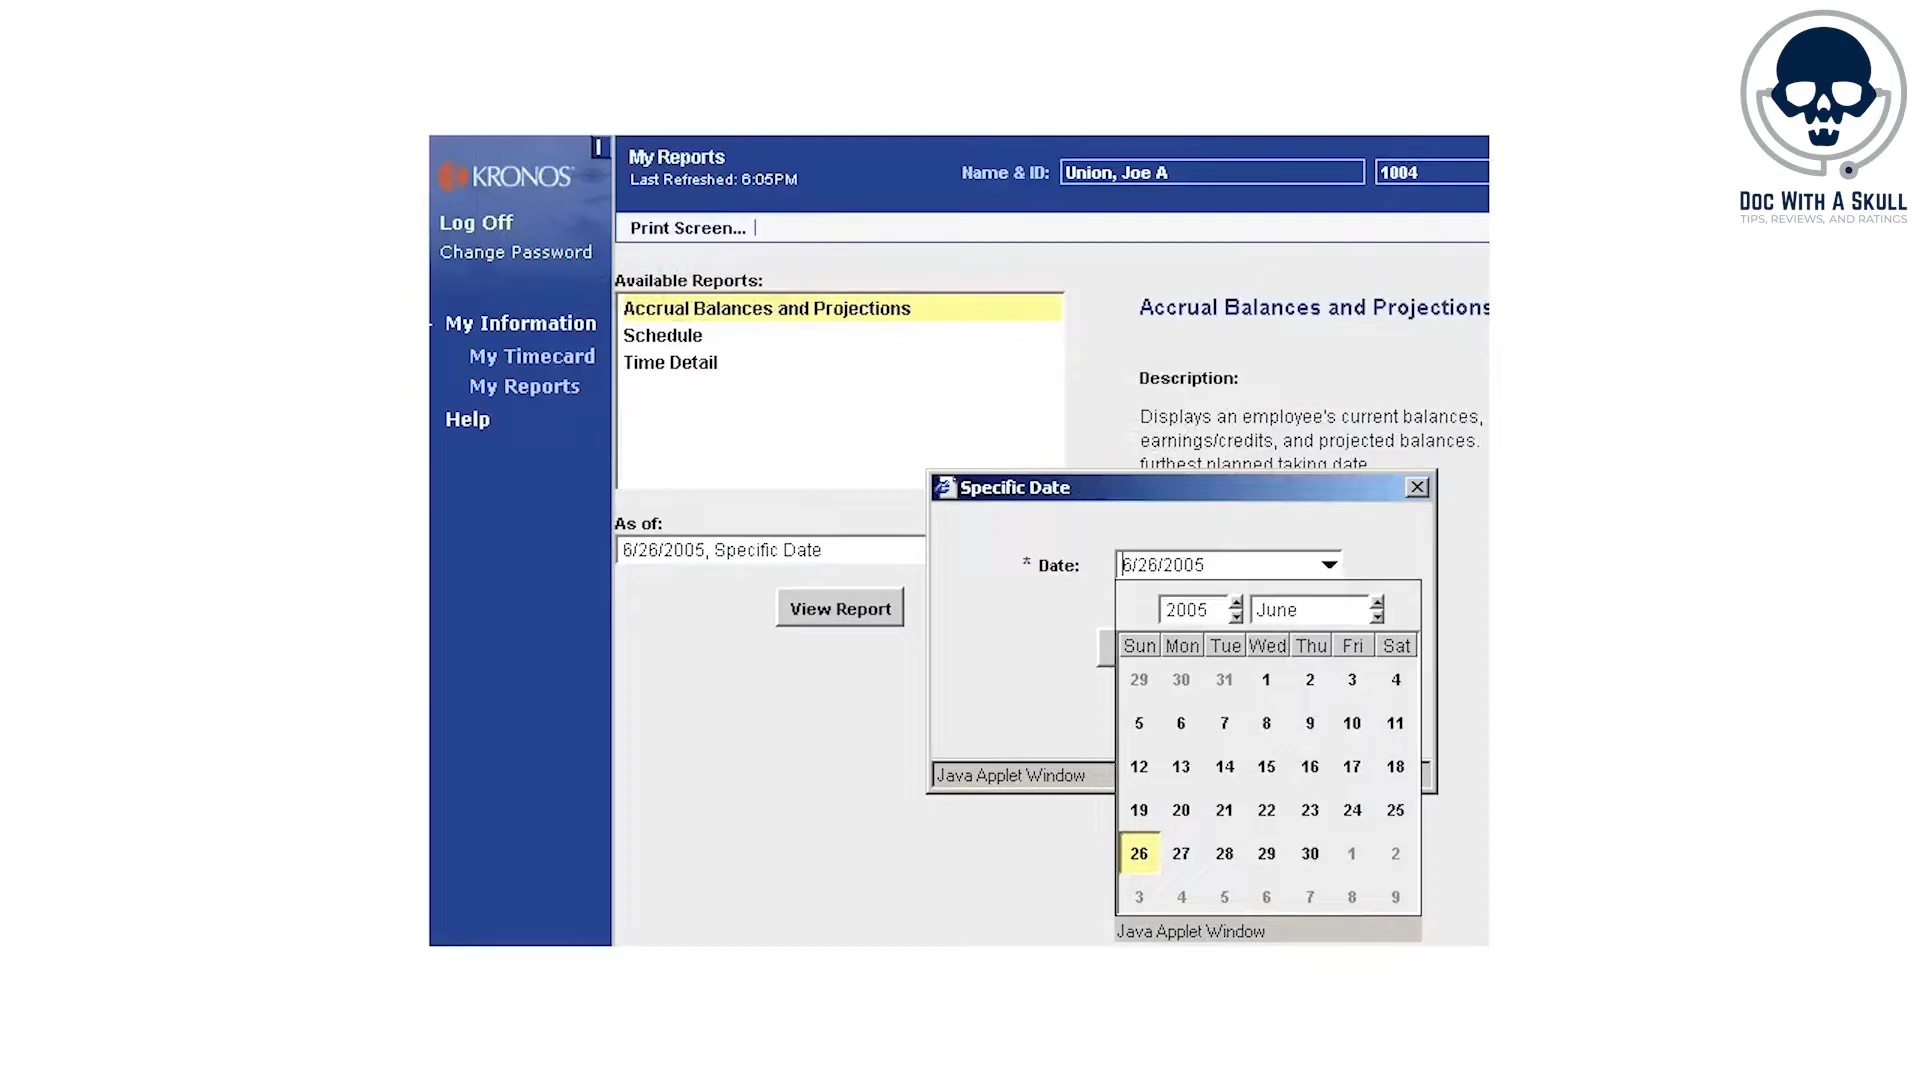 DOC WITH A SKULL
TIPS, REVIEWS, AND RATINGS
KRONOS
Log Off
Change Password
My Information
My Timecard
My Reports
Help
My Reports
Last Refreshed: 6:05PM
Name & ID: Union, Joe A 1004
Print Screen...
Available Reports:
Accrual Balances and Projections
Schedule
Time Detail
As of:
6/26/2005, Specific Date
View Report
Accrual Balances and Projections
Description:
Displays an employee's current balances,
earnings/credits, and projected balances.
furthest planned taking date
Specific Date
* Date: 6/26/2005
2005 June
Sun Mon Tue Wed Thu Fri Sat
29 30 31 1 2 3 4
5 6 7 8 9 10 11
12 13 14 15 16 17 18
19 20 21 22 23 24 25
26 27 28 29 30 1 2
3 4 5 6 7 8 9
Java Applet Window
Java Applet Window